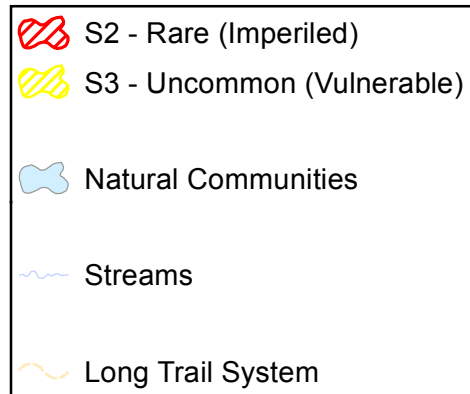 S2 - Rare (Imperiled)
S3 - Uncommon (Vulnerable)
Natural Communities
Streams
Long Trail System